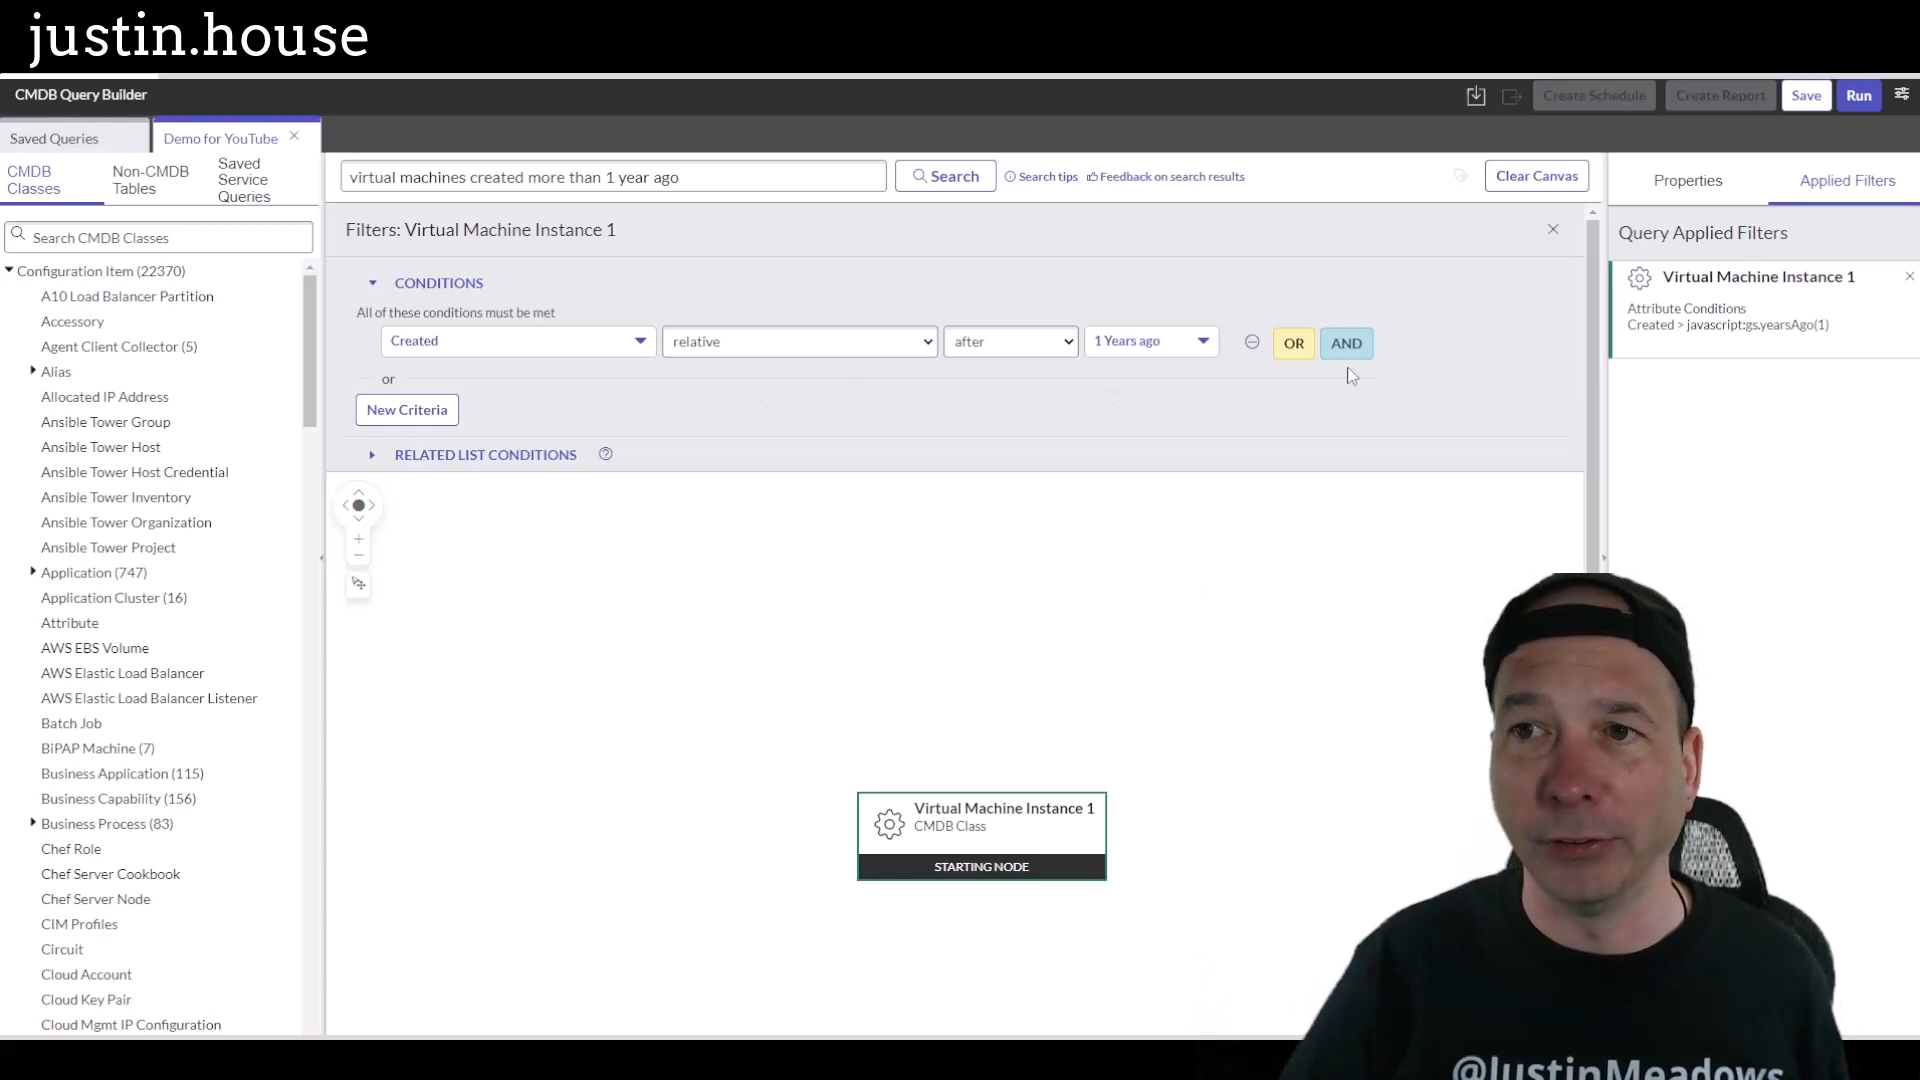 justin.house
CMDB Query Builder
Create Schedule
Create Report
Save
Run
Saved Queries
Demo for YouTube
CMDB
Classes
Non-CMDB
Tables
Saved
Service
Queries
virtual machines created more than 1 year ago
Search
Search tips
Feedback on search results
Clear Canvas
Properties
Applied Filters
Search CMDB Classes
Configuration Item (22370)
A10 Load Balancer Partition
Accessory
Agent Client Collector (5)
Alias
Allocated IP Address
Ansible Tower Group
Ansible Tower Host
Ansible Tower Host Credential
Ansible Tower Inventory
Ansible Tower Organization
Ansible Tower Project
Application (747)
Application Cluster (16)
Attribute
AWS EBS Volume
AWS Elastic Load Balancer
AWS Elastic Load Balancer Listener
Batch Job
BiPAP Machine (7)
Business Application (115)
Business Capability (156)
Business Process (83)
Chef Role
Chef Server Cookbook
Chef Server Node
CIM Profiles
Circuit
Cloud Account
Cloud Key Pair
Cloud Mgmt IP Configuration
Filters: Virtual Machine Instance 1
CONDITIONS
All of these conditions must be met
Created
relative
after
1 Years ago
OR
AND
or
New Criteria
RELATED LIST CONDITIONS
Virtual Machine Instance 1
CMDB Class
STARTING NODE
Query Applied Filters
Virtual Machine Instance 1
Attribute Conditions
Created > javascript:gs.yearsAgo(1)
@JustinMeadows